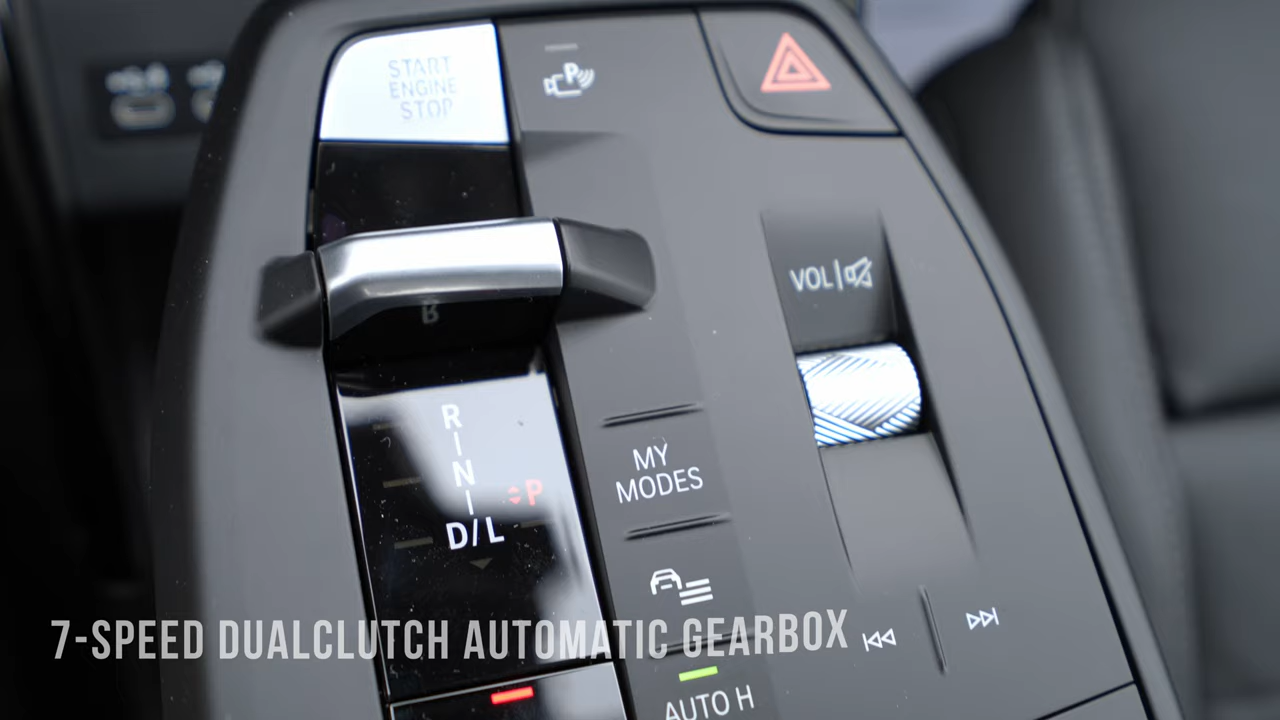 START
ENGINE
STOP
P
VOL
R
R
N
P
D/L
MY
MODES
7-SPEED DUALCLUTCH AUTOMATIC GEARBOX
AUTO H